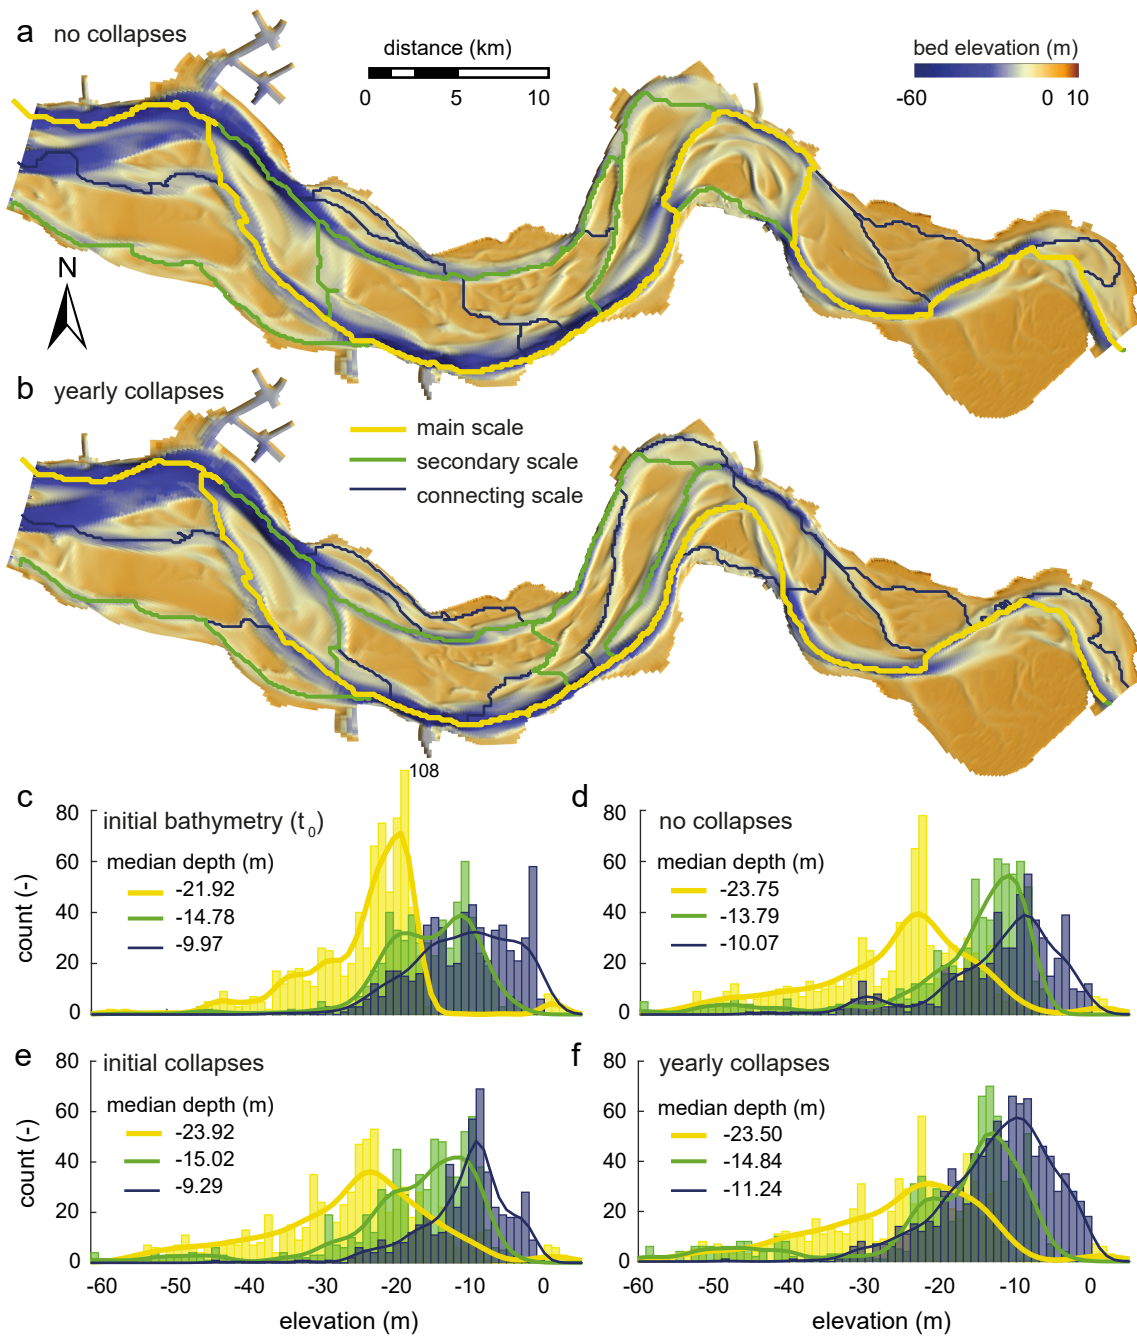 a no collapses
distance (km)
0 5 10
bed elevation (m)
-60 0 10
N
b yearly collapses
main scale
secondary scale
connecting scale
c
initial bathymetry (t0)
108
median depth (m)
-21.92
-14.78
-9.97
80
60
40
20
0
count (-)
d
no collapses
median depth (m)
-23.75
-13.79
-10.07
80
60
40
20
0
e
initial collapses
median depth (m)
-23.92
-15.02
-9.29
80
60
40
20
0
count (-)
-60 -50 -40 -30 -20 -10 0
elevation (m)
f
yearly collapses
median depth (m)
-23.50
-14.84
-11.24
80
60
40
20
0
-60 -50 -40 -30 -20 -10 0
elevation (m)